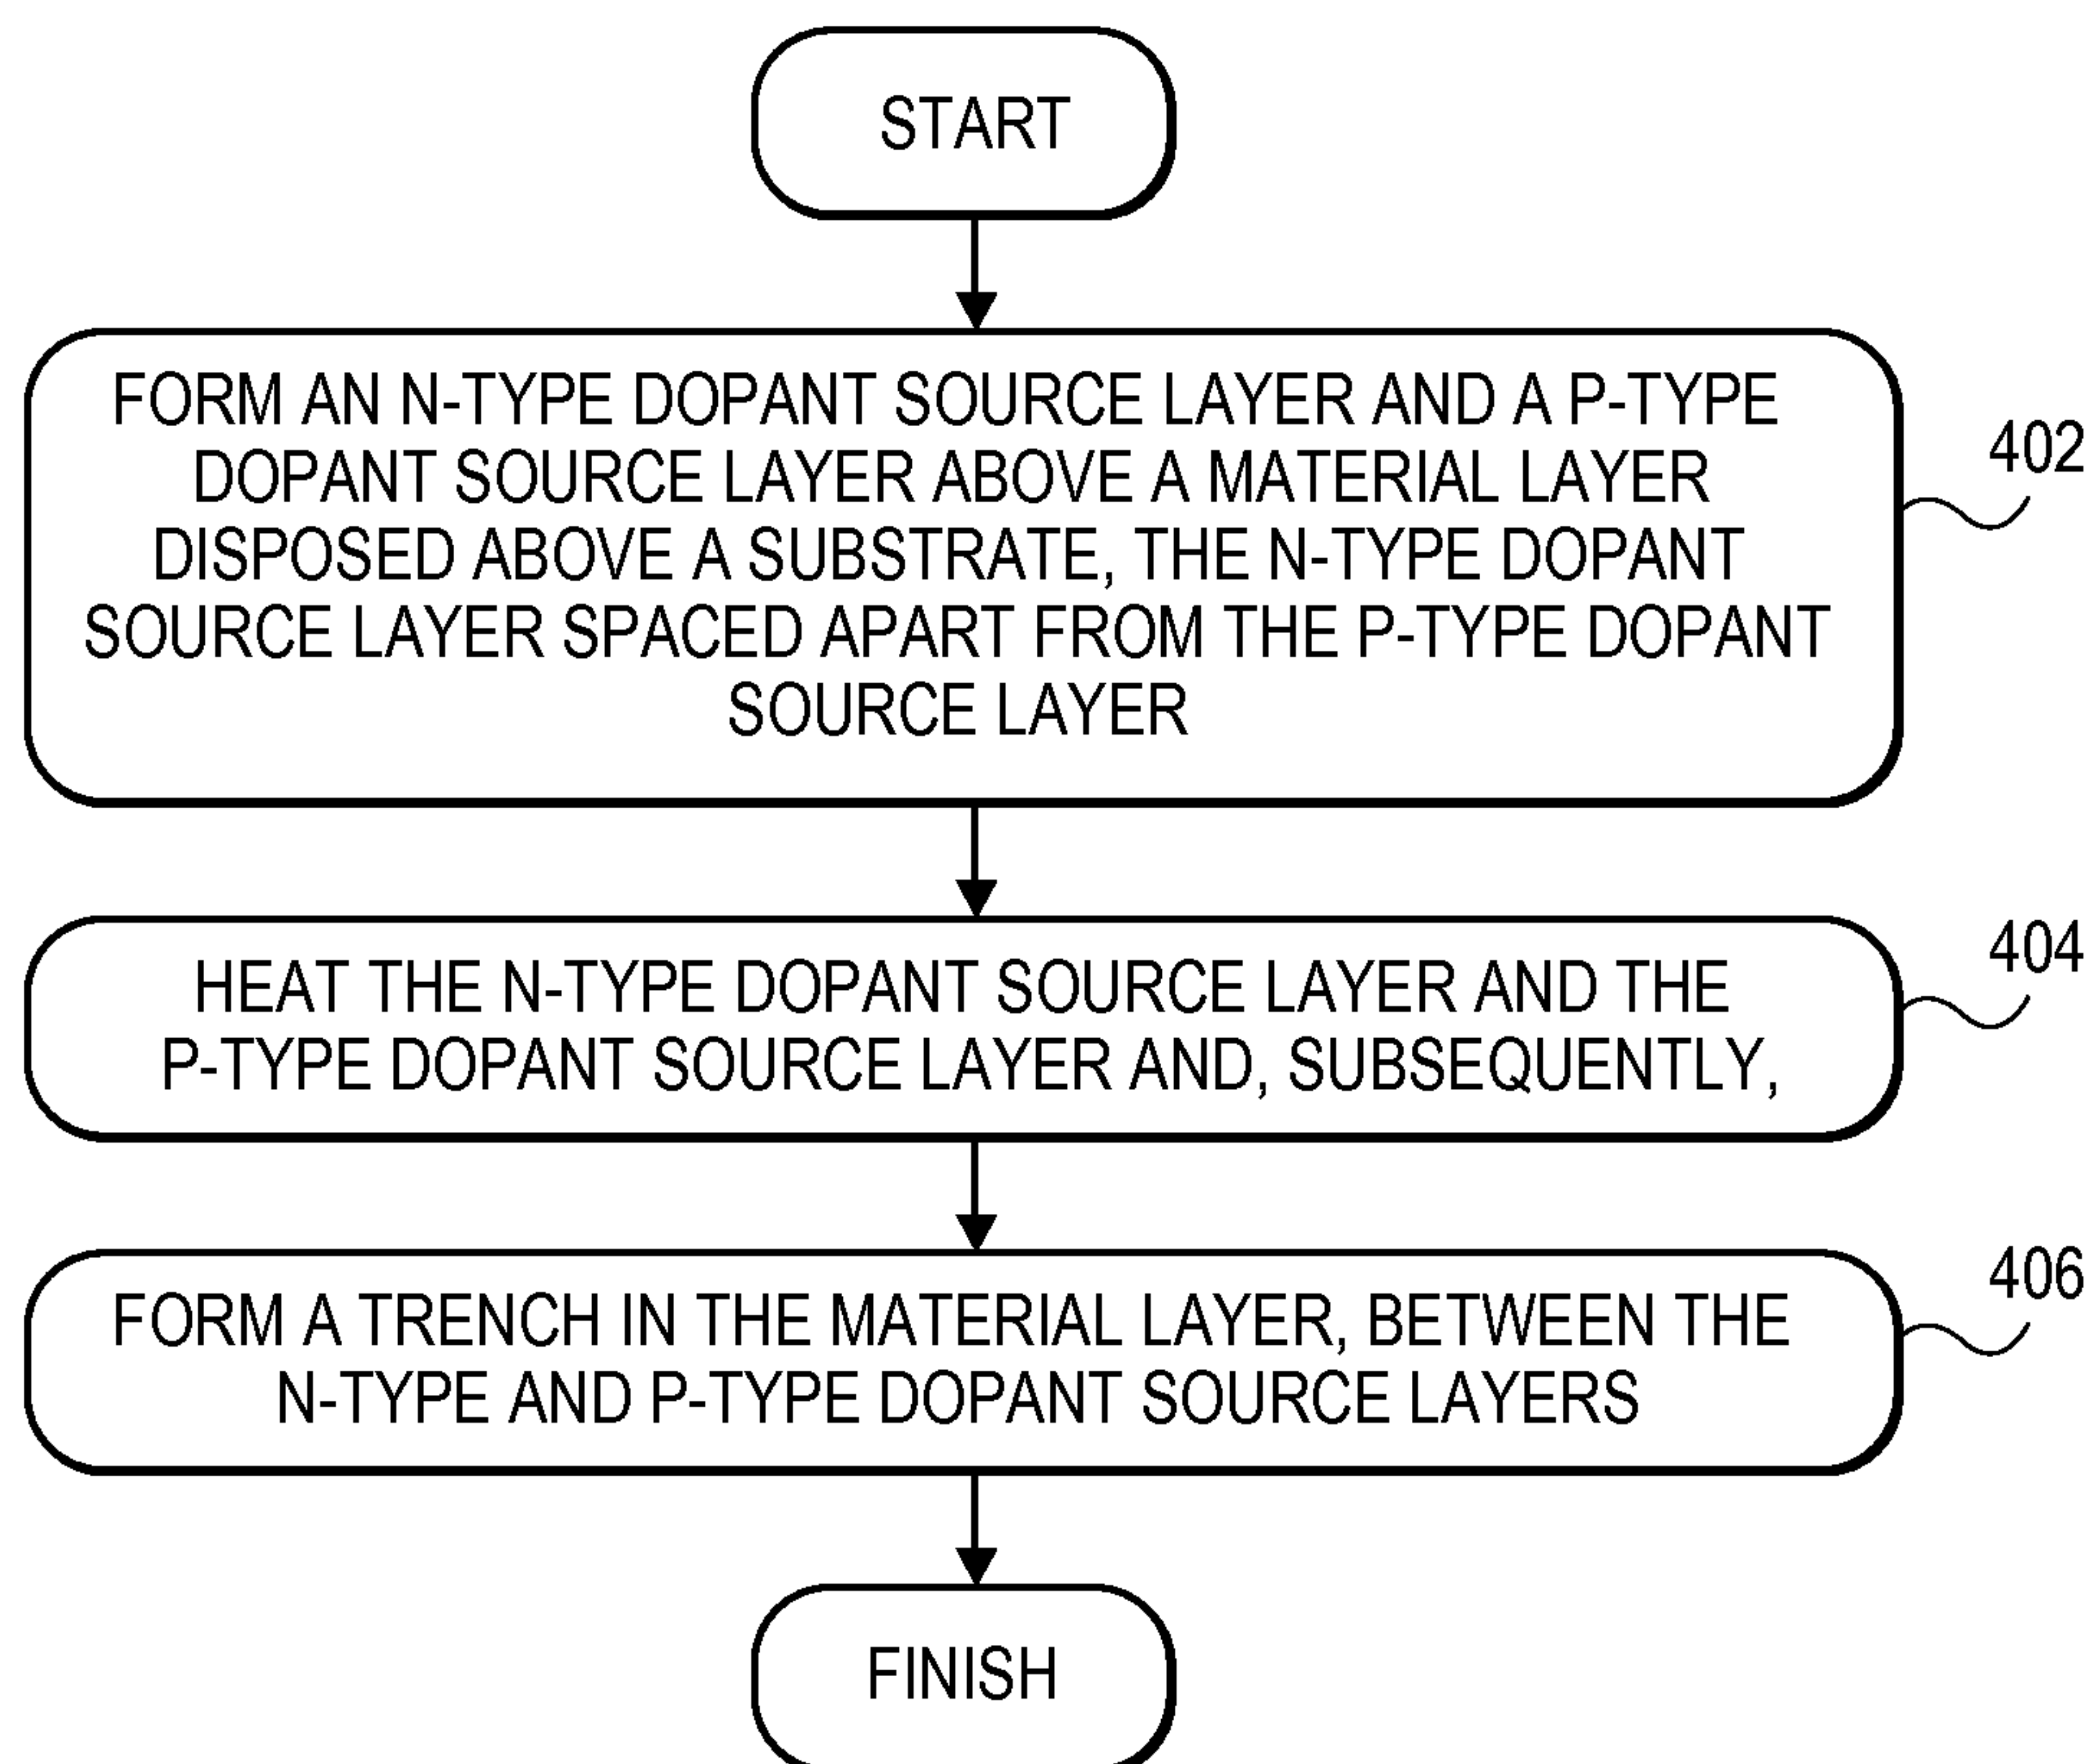 START
FORM AN N-TYPE DOPANT SOURCE LAYER AND A P-TYPE
DOPANT SOURCE LAYER ABOVE A MATERIAL LAYER
DISPOSED ABOVE A SUBSTRATE, THE N-TYPE DOPANT
SOURCE LAYER SPACED APART FROM THE P-TYPE DOPANT
SOURCE LAYER
402
HEAT THE N-TYPE DOPANT SOURCE LAYER AND THE
P-TYPE DOPANT SOURCE LAYER AND, SUBSEQUENTLY,
404
FORM A TRENCH IN THE MATERIAL LAYER, BETWEEN THE
N-TYPE AND P-TYPE DOPANT SOURCE LAYERS
406
FINISH